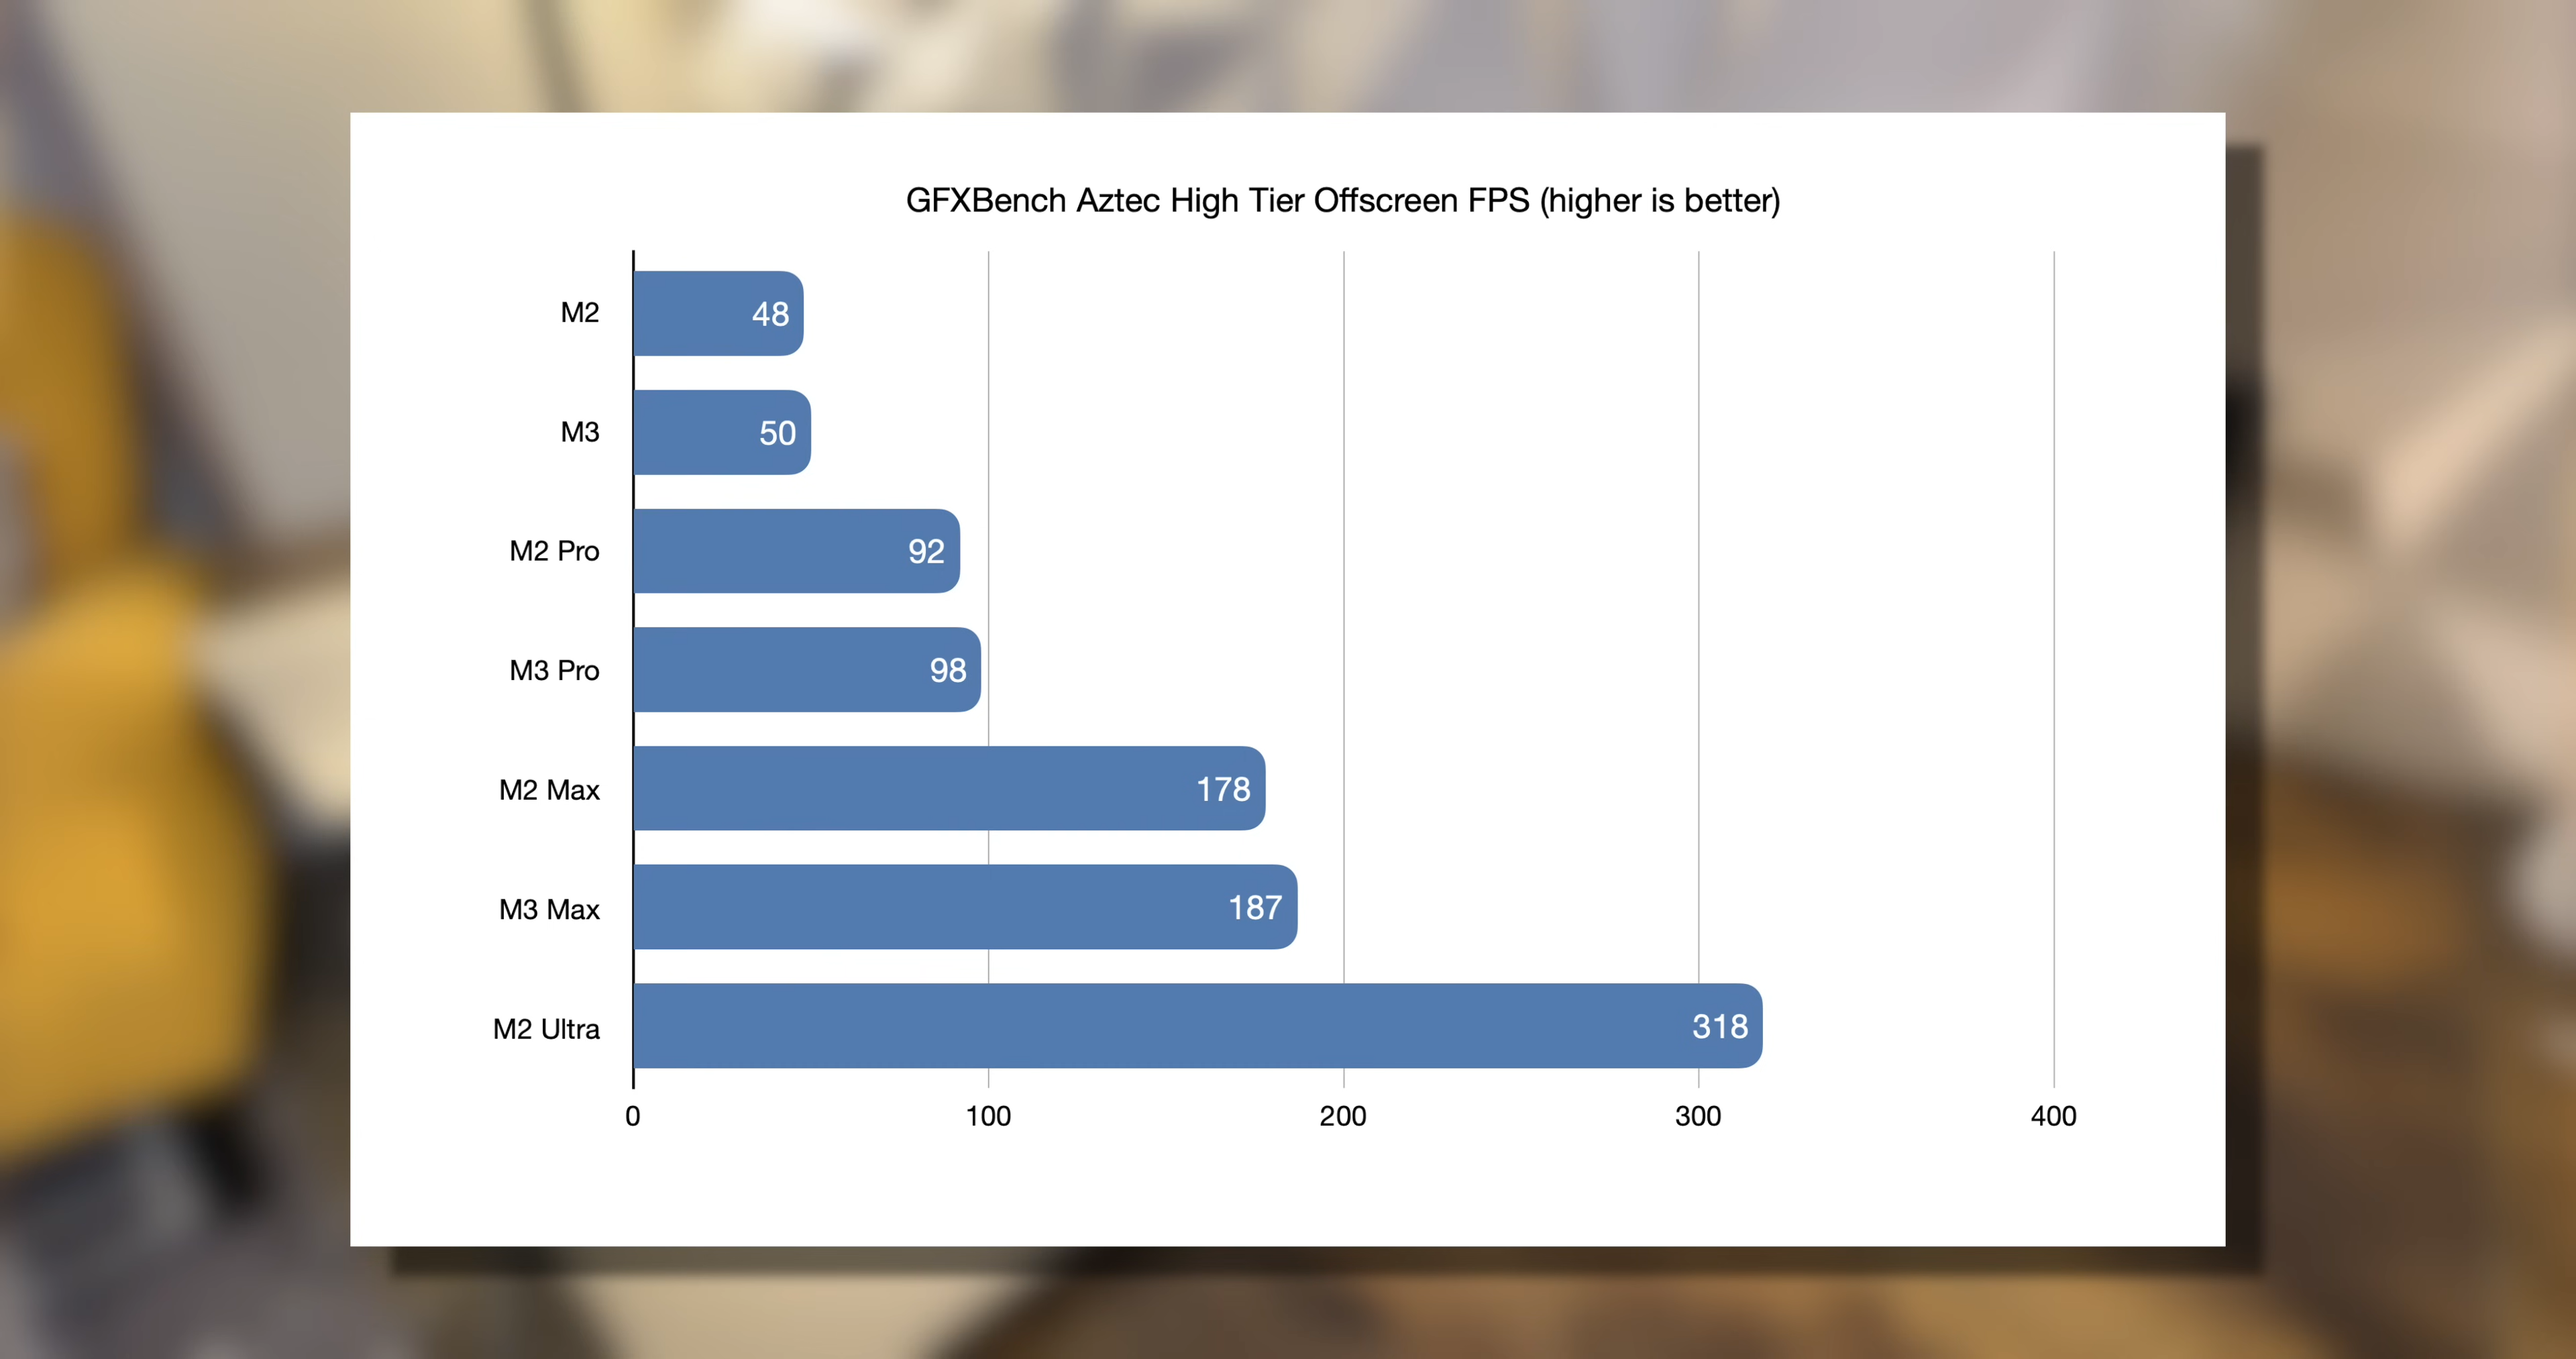 GFXBench Aztec High Tier Offscreen FPS (higher is better)
M2 48
M3 50
M2 Pro 92
M3 Pro 98
M2 Max 178
M3 Max 187
M2 Ultra 318
0 100 200 300 400